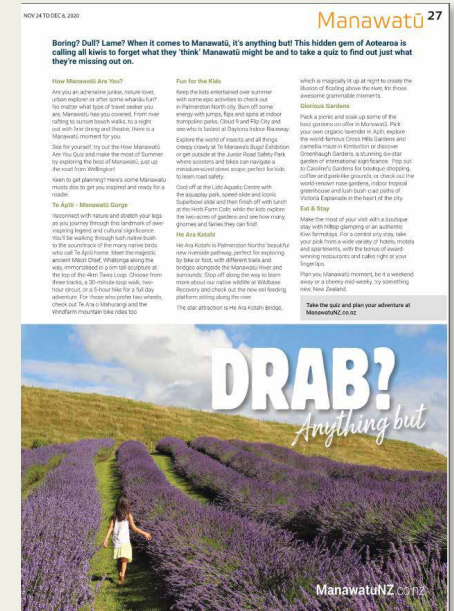 NOV 24 TO DEC 8, 2020
Manawatū 27
Boring? Dull? Lame? When it comes to Manawatū, it's anything but! This hidden gem of Aotearoa is
calling all kiwis to forget what they 'think' Manawatū might be and to take a quiz to find out just what
they're missing out on.
How Manawatū Are You?
Are you an adrenaline junkie, nature lover,
urban explorer or after some whānau fun?
No matter what type of travel seeker you
are, Manawatū has you covered. From river
rafting to sunset beach walks, to a night
out with fine dining and theatre, there is a
Manawatū moment for you.
See for yourself, try out the How Manawatū
Are You Quiz and make the most of Summer
by exploring the best of Manawatū, just up
the road from Wellington!
Keen to get planning? Here's some Manawatū
musts dos to get you inspired and ready for a
roadie.
Te Āpiti - Manawatū Gorge
Reconnect with nature and stretch your legs
as you journey through this landmark of awe-
inspiring legend and cultural significance.
You'll be walking through lush native bush
to the soundtrack of the many native birds
who call Te Āpiti home. Meet the majestic
ancient Māori Chief, Whātonga along the
way, immortalised in a 6m tall sculpture at
the top of the 4km Tawa Loop. Choose from
three tracks, a 30-minute loop walk, two-
hour circuit, or a 5-hour hike for a full day
adventure. For those who prefer two wheels,
check out Te Ara o Mahurangi and the
Windfarm mountain bike rides too.
Fun for the Kids
Keep the kids entertained over summer
with some epic activities to check out
in Palmerston North city. Burn off some
energy with jumps, flips and spins at indoor
trampoline parks, Cloud 9 and Flip City and
see who is fastest at Daytona Indoor Raceway.
Explore the world of insects and all things
creepy crawly at Te Manawa's Bugs! Exhibition
or get outside at the Junior Road Safety Park
where scooters and bikes can navigate a
miniature-sized street scape, perfect for kids
to learn road safety.
Cool off at the Lido Aquatic Centre with
the aquaplay park, speed slide and iconic
Superbowl slide and then finish off with lunch
at the Herb Farm Cafe, while the kids explore
the two-acres of gardens and see how many
gnomes and fairies they can find!
He Ara Kotahi
He Ara Kotahi is Palmerston Norths' beautiful
new riverside pathway, perfect for exploring
by bike or foot, with different trails and
bridges alongside the Manawatū River and
surrounds. Stop off along the way to learn
more about our native wildlife at Wildbase
Recovery and check out the new eel feeding
platform sitting along the river.
The star attraction is He Ara Kotahi Bridge,
which is magically lit up at night to create the
illusion of floating above the river, for those
awesome grammable moments.
Glorious Gardens
Pack a picnic and soak up some of the
best gardens on offer in Manawatū. Pick
your own organic lavender in Apiti, explore
the world-famous Cross Hills Gardens and
camellia maze in Kimbolton or discover
Greenhaugh Gardens, a stunning five-star
garden of international significance. Pop out
to Caroline's Gardens for boutique shopping,
coffee and park-like grounds, or check out the
world-known rose gardens, indoor tropical
greenhouse and lush bush-clad paths of
Victoria Esplanade in the heart of the city.
Eat & Stay
Make the most of your visit with a boutique
stay with hilltop glamping or an authentic
Kiwi farmstays. For a central city stay, take
your pick from a wide variety of hotels, motels
and apartments, with the bonus of award-
winning restaurants and cafes right at your
fingertips.
Plan you Manawatū moment, be it a weekend
away or a cheeky mid-weeky. Try something
new, New Zealand.
Take the quiz and plan your adventure at
ManawatuNZ.co.nz
DRAB?
Anything but
ManawatuNZ.co.nz